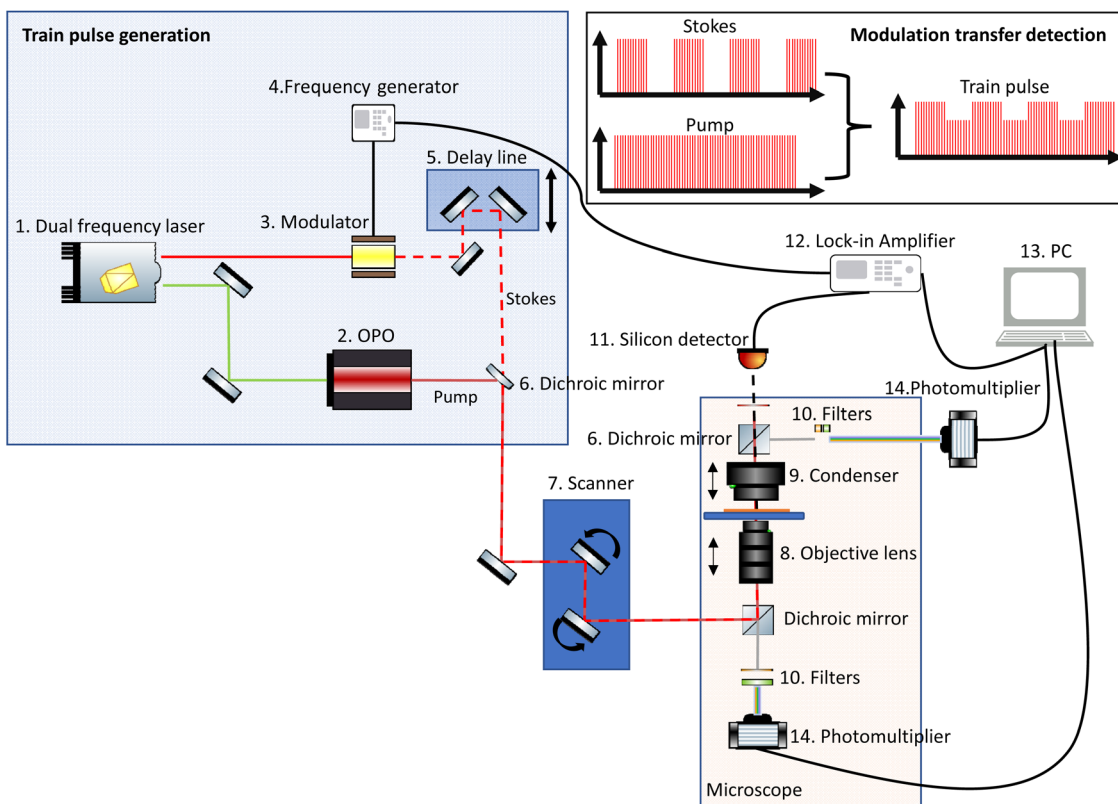 Train pulse generation
4.Frequency generator
5. Delay line
1. Dual frequency laser
3. Modulator
Stokes
2. OPO
Pump
6. Dichroic mirror
Stokes
Modulation transfer detection
Train pulse
Pump
12. Lock-in Amplifier
13. PC
11. Silicon detector
14.Photomultiplier
10. Filters
6. Dichroic mirror
9. Condenser
7. Scanner
8. Objective lens
Dichroic mirror
10. Filters
14. Photomultiplier
Microscope